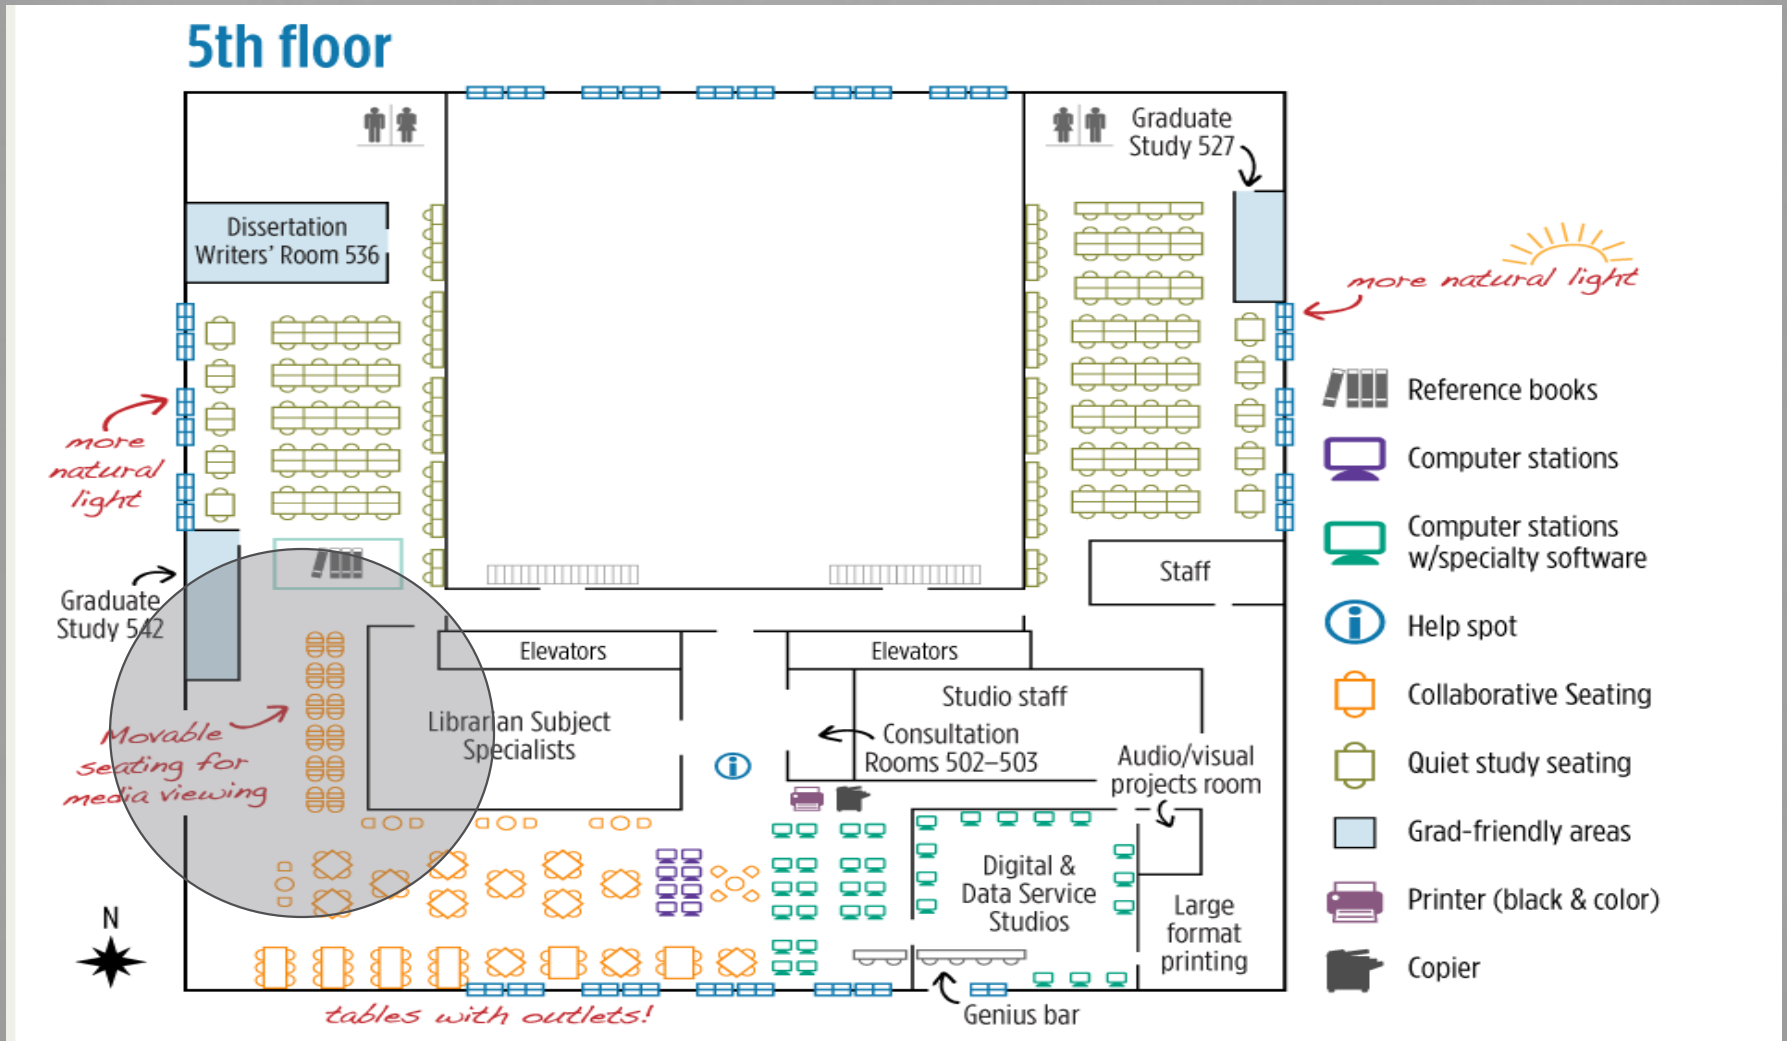 5th floor
Graduate
Study 527
Dissertation
Writers' Room 536
more natural light
more
natural
light
Reference books
Computer stations
Computer stations
w/specialty software
Help spot
Collaborative Seating
Quiet study seating
Grad-friendly areas
Printer (black & color)
Copier
Staff
Graduate
Study 542
Elevators
Elevators
Movable
seating for
media viewing
Librarian Subject
Specialists
Studio staff
Consultation
Rooms 502–503
Audio/visual
projects room
Digital &
Data Service
Studios
Large
format
printing
N
tables with outlets!
Genius bar